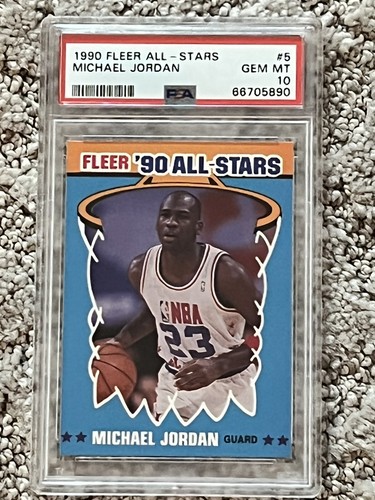 1990 FLEER ALL-STARS #5
MICHAEL JORDAN GEM MT
10
PSA 66705890
FLEER '90 ALL-STARS
NBA
23
MICHAEL JORDAN GUARD